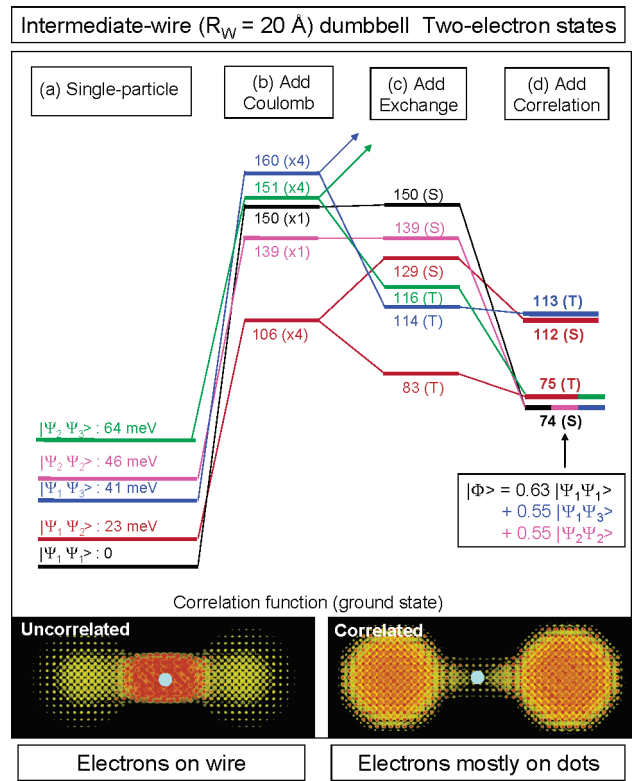 Intermediate-wire (R_W = 20 Å) dumbbell Two-electron states
(a) Single-particle
(b) Add
Coulomb
(c) Add
Exchange
(d) Add
Correlation
160 (x4)
151 (x4)
150 (x1)
139 (x1)
106 (x4)
150 (S)
139 (S)
129 (S)
116 (T)
114 (T)
83 (T)
113 (T)
112 (S)
75 (T)
74 (S)
|Ψ₂ Ψ₃> : 64 meV
|Ψ₂ Ψ₂> : 46 meV
|Ψ₁ Ψ₃> : 41 meV
|Ψ₁ Ψ₂> : 23 meV
|Ψ₁ Ψ₁> : 0
|Φ> = 0.63 |Ψ₁Ψ₁>
+ 0.55 |Ψ₁Ψ₃>
+ 0.55 |Ψ₂Ψ₂>
Correlation function (ground state)
Uncorrelated
Correlated
Electrons on wire
Electrons mostly on dots